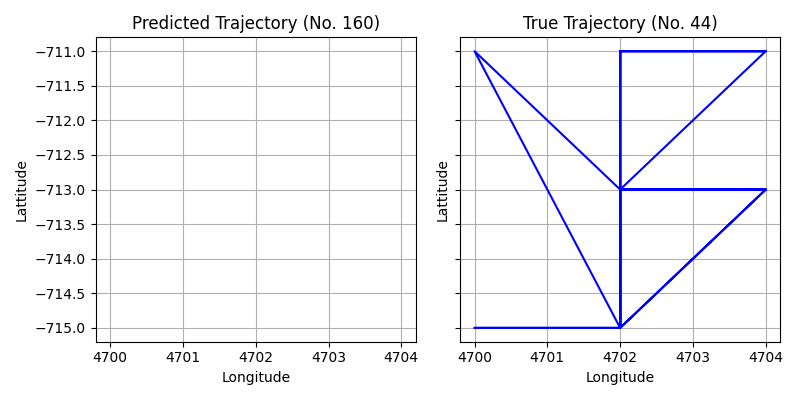 Predicted Trajectory (No. 160)
Lattitude
−711.0
−711.5
−712.0
−712.5
−713.0
−713.5
−714.0
−714.5
−715.0
4700 4701 4702 4703 4704
Longitude
True Trajectory (No. 44)
Lattitude
4700 4701 4702 4703 4704
Longitude